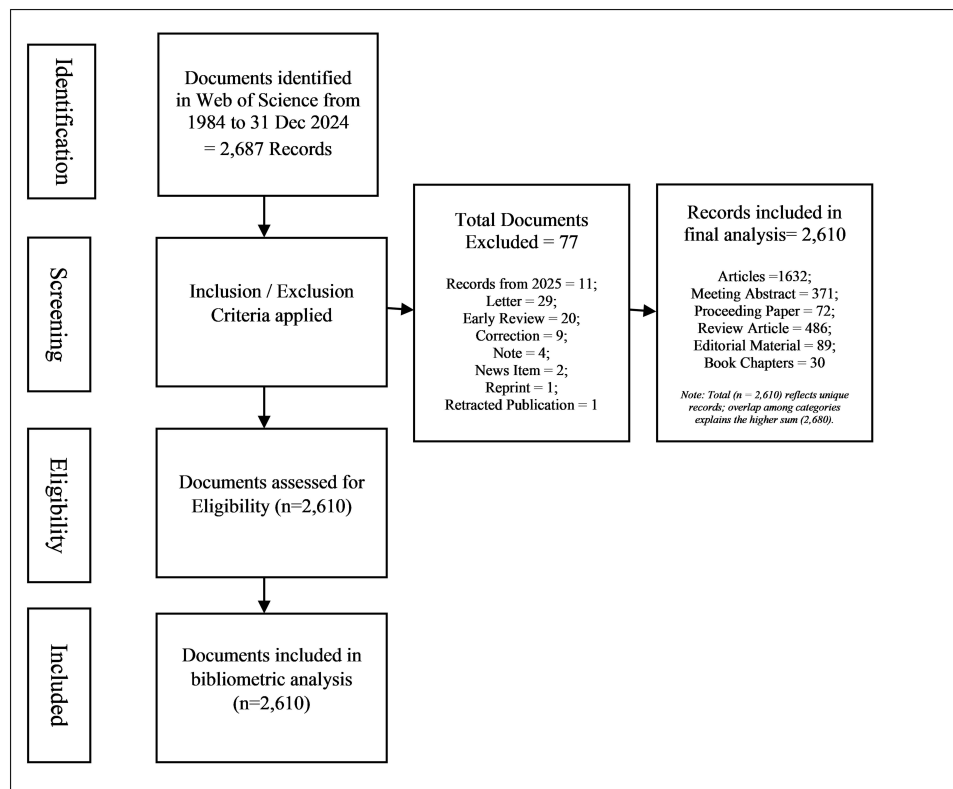 Identification
Documents identified
in Web of Science from
1984 to 31 Dec 2024
= 2,687 Records
Screening
Inclusion / Exclusion
Criteria applied
Total Documents
Excluded = 77
Records from 2025 = 11;
Letter = 29;
Early Review = 20;
Correction = 9;
Note = 4;
News Item = 2;
Reprint = 1;
Retracted Publication = 1
Records included in
final analysis= 2,610
Articles =1632;
Meeting Abstract = 371;
Proceeding Paper = 72;
Review Article = 486;
Editorial Material = 89;
Book Chapters = 30
Note: Total (n = 2,610) reflects unique
records; overlap among categories
explains the higher sum (2,680).
Eligibility
Documents assessed for
Eligibility (n=2,610)
Included
Documents included in
bibliometric analysis
(n=2,610)